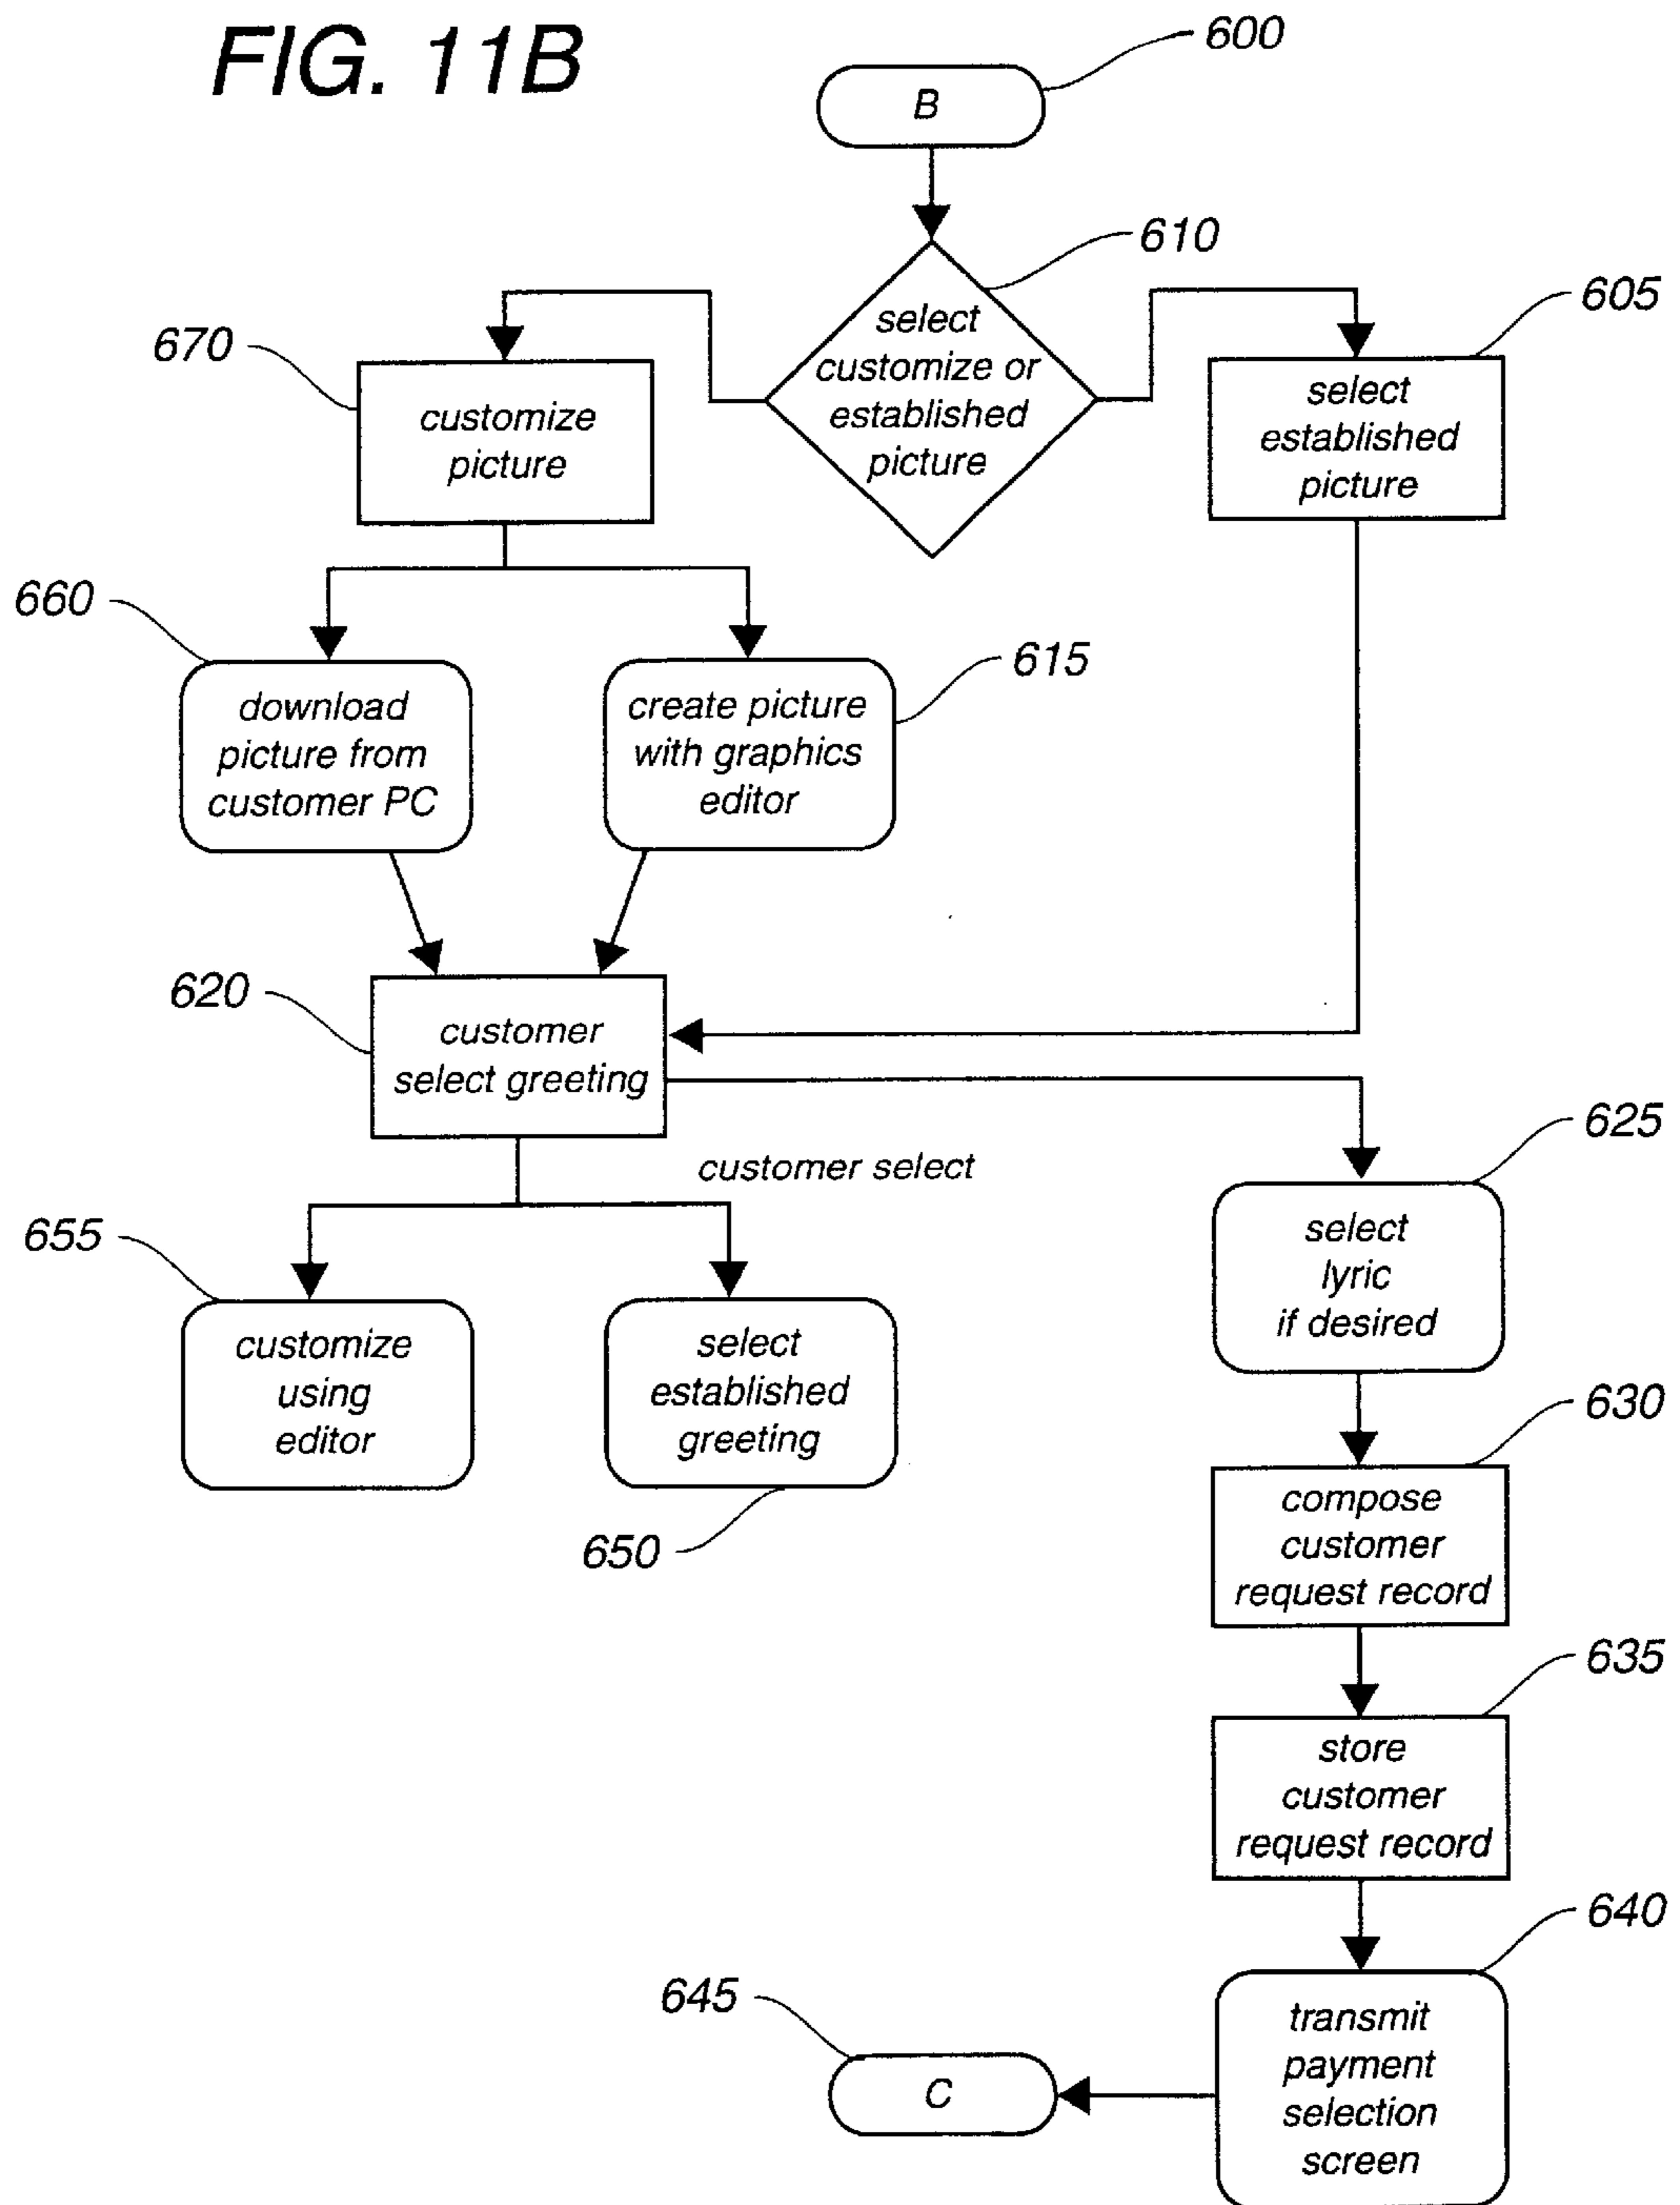 FIG. 11B
600
B
610
select
customize or
established
picture
605
select
established
picture
670
customize
picture
660
download
picture from
customer PC
615
create picture
with graphics
editor
620
customer
select greeting
customer select
625
select
lyric
if desired
655
customize
using
editor
select
established
greeting
650
630
compose
customer
request record
635
store
customer
request record
640
transmit
payment
selection
screen
645
C